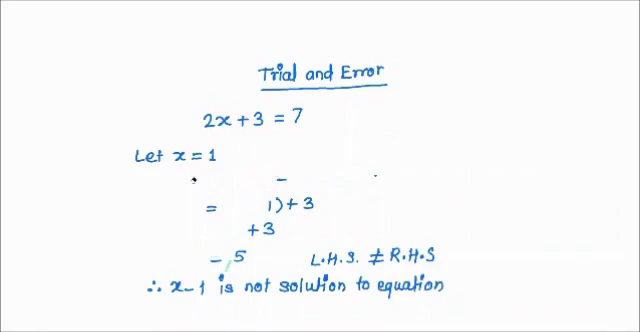 Trial and Error
2x + 3 = 7
Let x = 1
-
= 1) + 3
+ 3
- 5 L.H.S. ≠ R.H.S
∴ x - 1 is not solution to equation